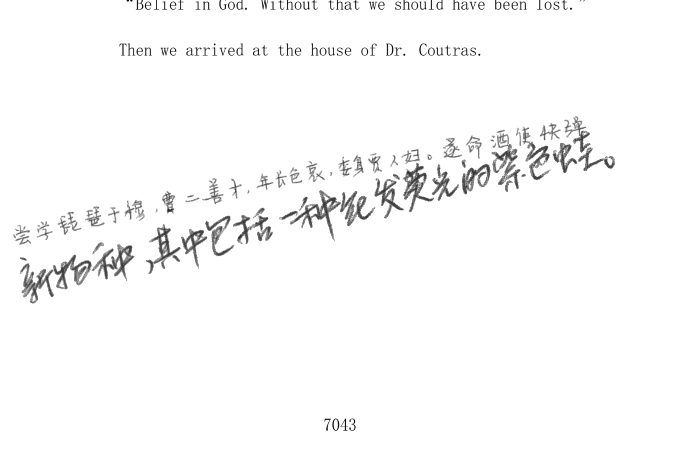 “Belief in God. Without that we should have been lost.”
Then we arrived at the house of Dr. Coutras.
尝学琵琶于穆,曹二善才,年长色衰,委身贾人妇。遂命酒使快弹
新物种,其中包括一种能发荧光的紫色蛙。
7043